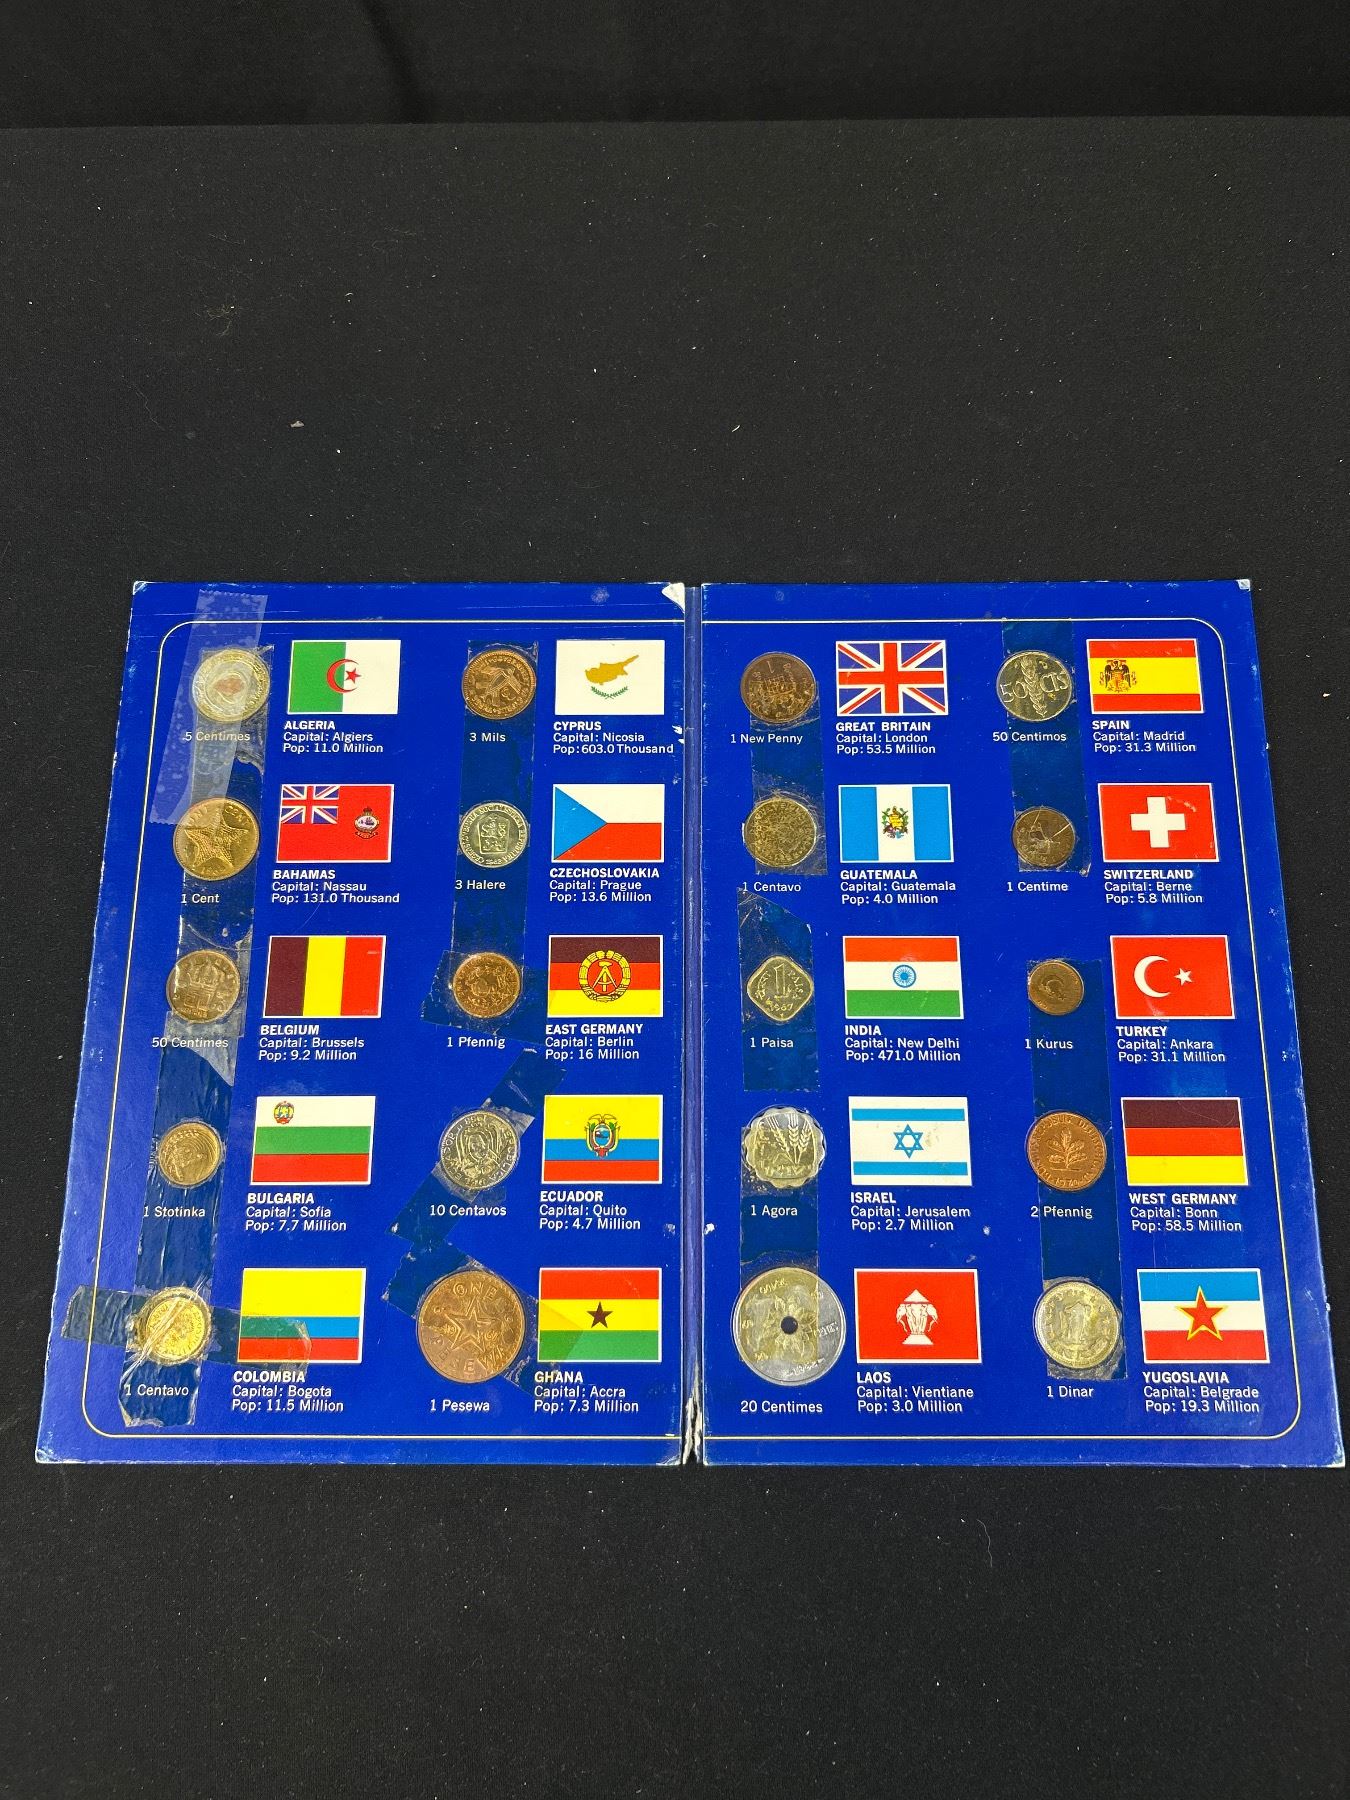 5 Centimes
ALGERIA
Capital: Algiers
Pop: 11.0 Million
1 Cent
BAHAMAS
Capital: Nassau
Pop: 131.0 Thousand
50 Centimes
BELGIUM
Capital: Brussels
Pop: 9.2 Million
1 Stotinka
BULGARIA
Capital: Sofia
Pop: 7.7 Million
1 Centavo
COLOMBIA
Capital: Bogota
Pop: 11.5 Million
3 Mils
CYPRUS
Capital: Nicosia
Pop: 603.0 Thousand
3 Halere
CZECHOSLOVAKIA
Capital: Prague
Pop: 13.6 Million
1 Pfennig
EAST GERMANY
Capital: Berlin
Pop: 16 Million
10 Centavos
ECUADOR
Capital: Quito
Pop: 4.7 Million
ONE
1 Pesewa
GHANA
Capital: Accra
Pop: 7.3 Million
1
1 New Penny
GREAT BRITAIN
Capital: London
Pop: 53.5 Million
1 Centavo
GUATEMALA
Capital: Guatemala
Pop: 4.0 Million
1
1967
1 Paisa
INDIA
Capital: New Delhi
Pop: 471.0 Million
1 Agora
ISRAEL
Capital: Jerusalem
Pop: 2.7 Million
20 Centimes
LAOS
Capital: Vientiane
Pop: 3.0 Million
50 CTS
50 Centimos
SPAIN
Capital: Madrid
Pop: 31.3 Million
1 Centime
SWITZERLAND
Capital: Berne
Pop: 5.8 Million
1 Kurus
TURKEY
Capital: Ankara
Pop: 31.1 Million
2 Pfennig
WEST GERMANY
Capital: Bonn
Pop: 58.5 Million
1 Dinar
YUGOSLAVIA
Capital: Belgrade
Pop: 19.3 Million